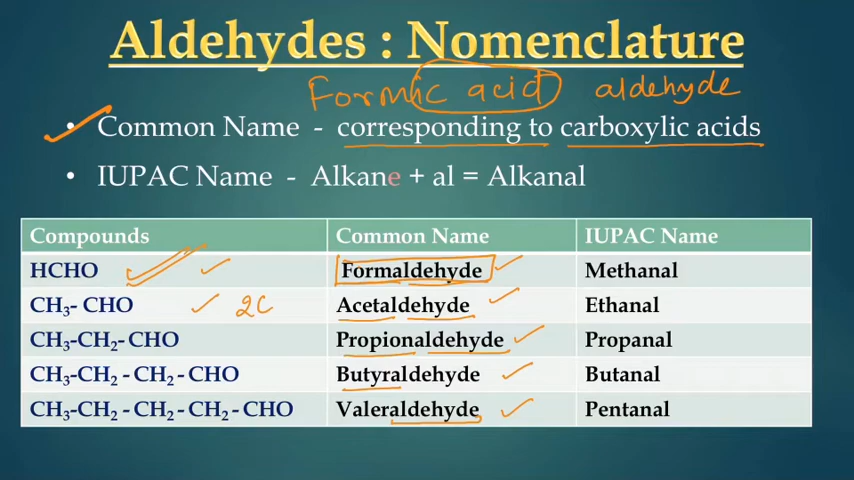 Aldehydes : Nomenclature
Formic acid aldehyde
• Common Name - corresponding to carboxylic acids
• IUPAC Name - Alkane + al = Alkanal
Compounds Common Name IUPAC Name
HCHO Formaldehyde Methanal
CH₃- CHO 2C Acetaldehyde Ethanal
CH₃-CH₂- CHO Propionaldehyde Propanal
CH₃-CH₂ - CH₂ -CHO Butyraldehyde Butanal
CH₃-CH₂ - CH₂ - CH₂ - CHO Valeraldehyde Pentanal